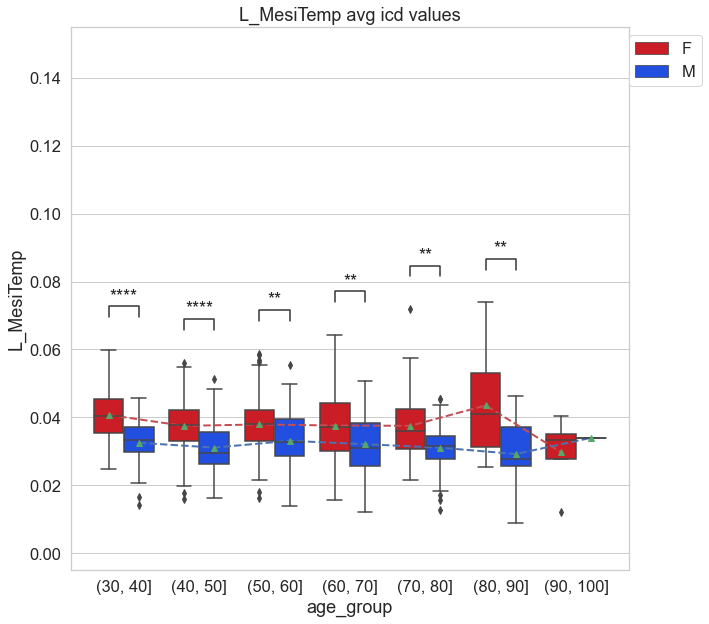 L_MesiTemp avg icd values
F
M
0.14
0.12
0.10
0.08
0.06
0.04
0.02
0.00
L_MesiTemp
****
****
**
**
**
**
(30, 40] (40, 50] (50, 60] (60, 70] (70, 80] (80, 90] (90, 100]
age_group